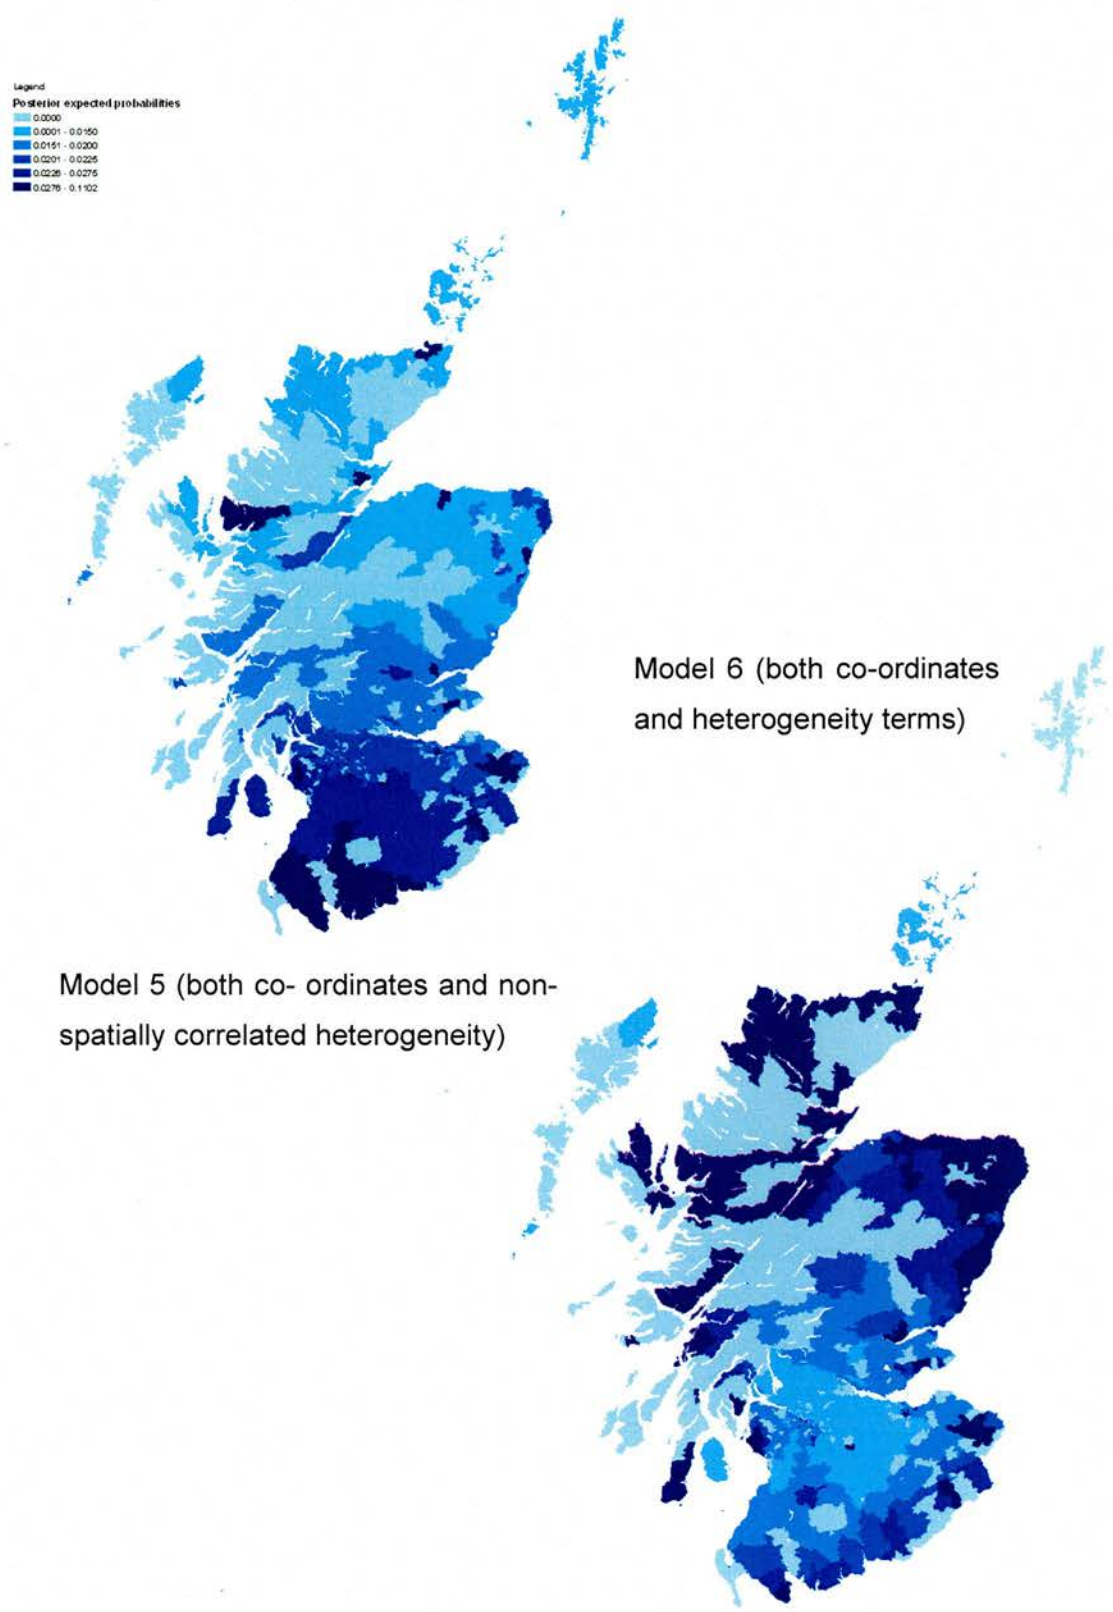 Legend
Posterior expected probabilities
0.0000
0.0001 - 0.0150
0.0151 - 0.0200
0.0201 - 0.0225
0.0226 - 0.0275
0.0276 - 0.1102
Model 6 (both co-ordinates
and heterogeneity terms)
Model 5 (both co- ordinates and non-
spatially correlated heterogeneity)